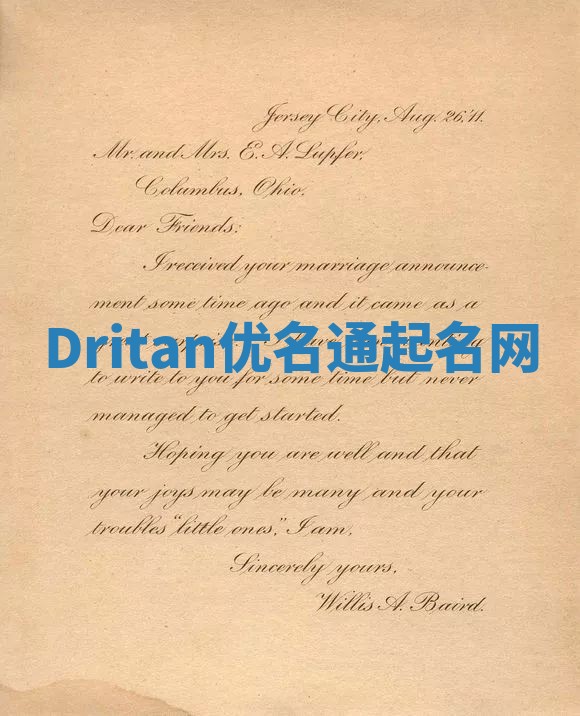 Jersey City, Aug. 26, '11.
Mr. and Mrs. E. A. Lupfer,
Columbus, Ohio.
Dear Friends:
I received your marriage announce-
ment some time ago and it came as a
Dritan优名通起名网
to write to you for some time but never
managed to get started.
Hoping you are well and that
your joys may be many and your
troubles "little ones," I am,
Sincerely yours,
Willis A. Baird.